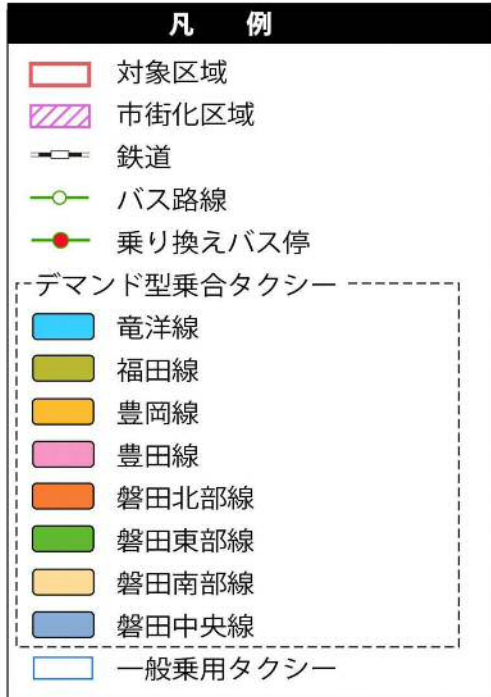 凡 例
対象区域
市街化区域
鉄道
バス路線
乗り換えバス停
デマンド型乗合タクシー
竜洋線
福田線
豊岡線
豊田線
磐田北部線
磐田東部線
磐田南部線
磐田中央線
一般乗用タクシー